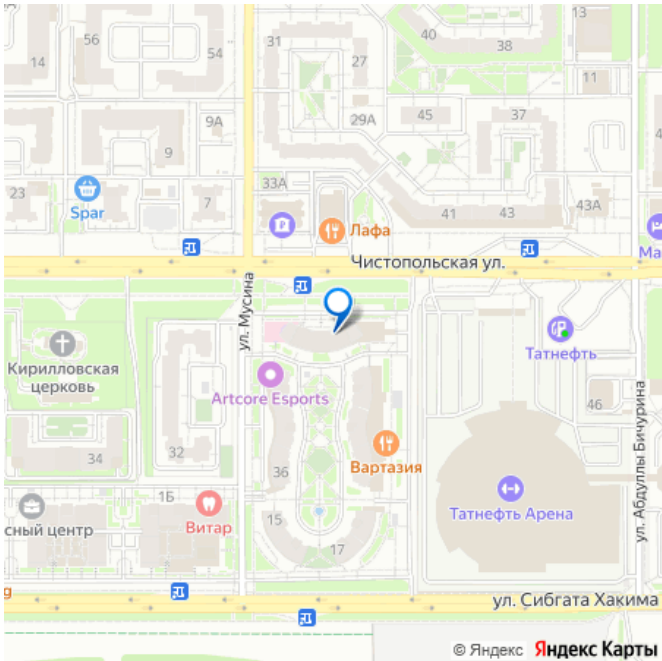 14
56
54
31
27
40
38
13
11
9А
9
29А
45
37
23
Spar
7
33А
Лафа
41
43
43А
Ма
Чистопольская ул.
ул. Мусина
Кирилловская
церковь
Татнефть
Artcore Esports
46
ул. Абдуллы Бичурина
34
32
36
Вартазия
1Б
Витар
сный центр
15
17
Татнефть Арена
g
ул. Сибгата Хакима
© Яндекс Яндекс Карты